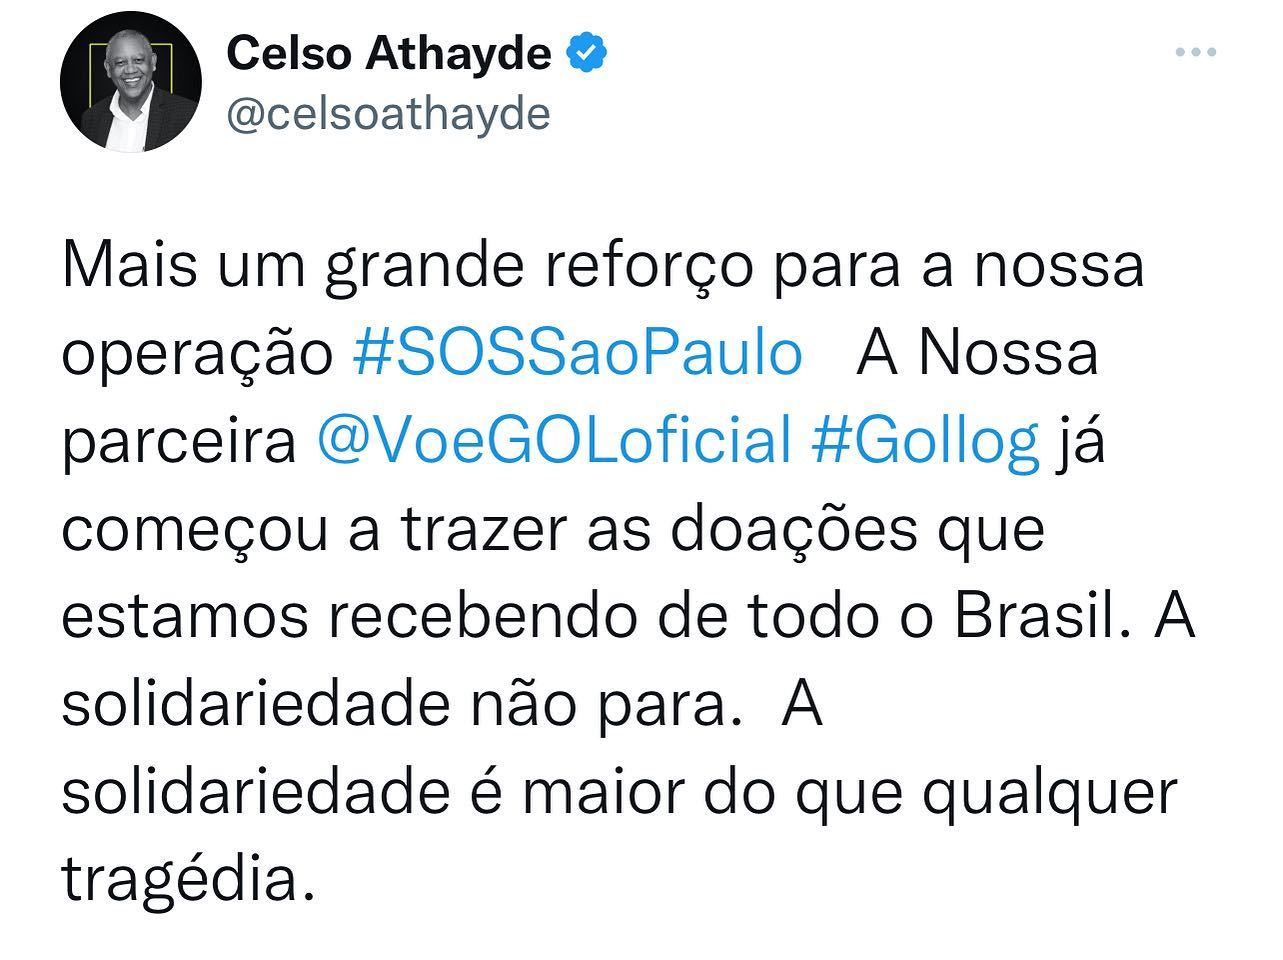 Celso Athayde
@celsoathayde
Mais um grande reforço para a nossa
operação #SOSSaoPaulo   A Nossa
parceira @VoeGOLoficial #Gollog já
começou a trazer as doações que
estamos recebendo de todo o Brasil. A
solidariedade não para.  A
solidariedade é maior do que qualquer
tragédia.